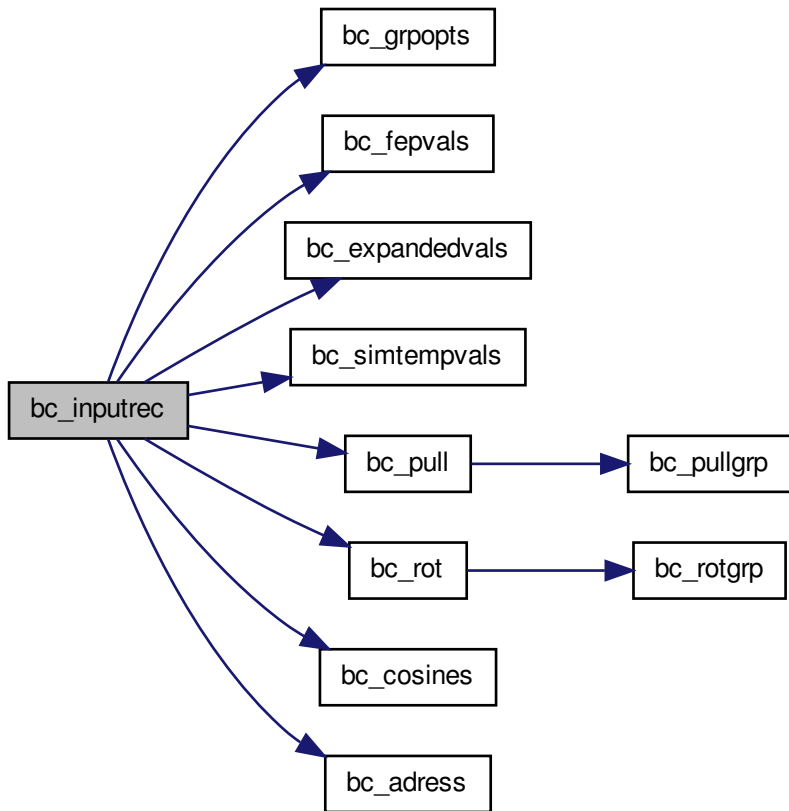 bc_grpopts
bc_fepvals
bc_expandedvals
bc_simtempvals
bc_inputrec
bc_pull
bc_pullgrp
bc_rot
bc_rotgrp
bc_cosines
bc_adress